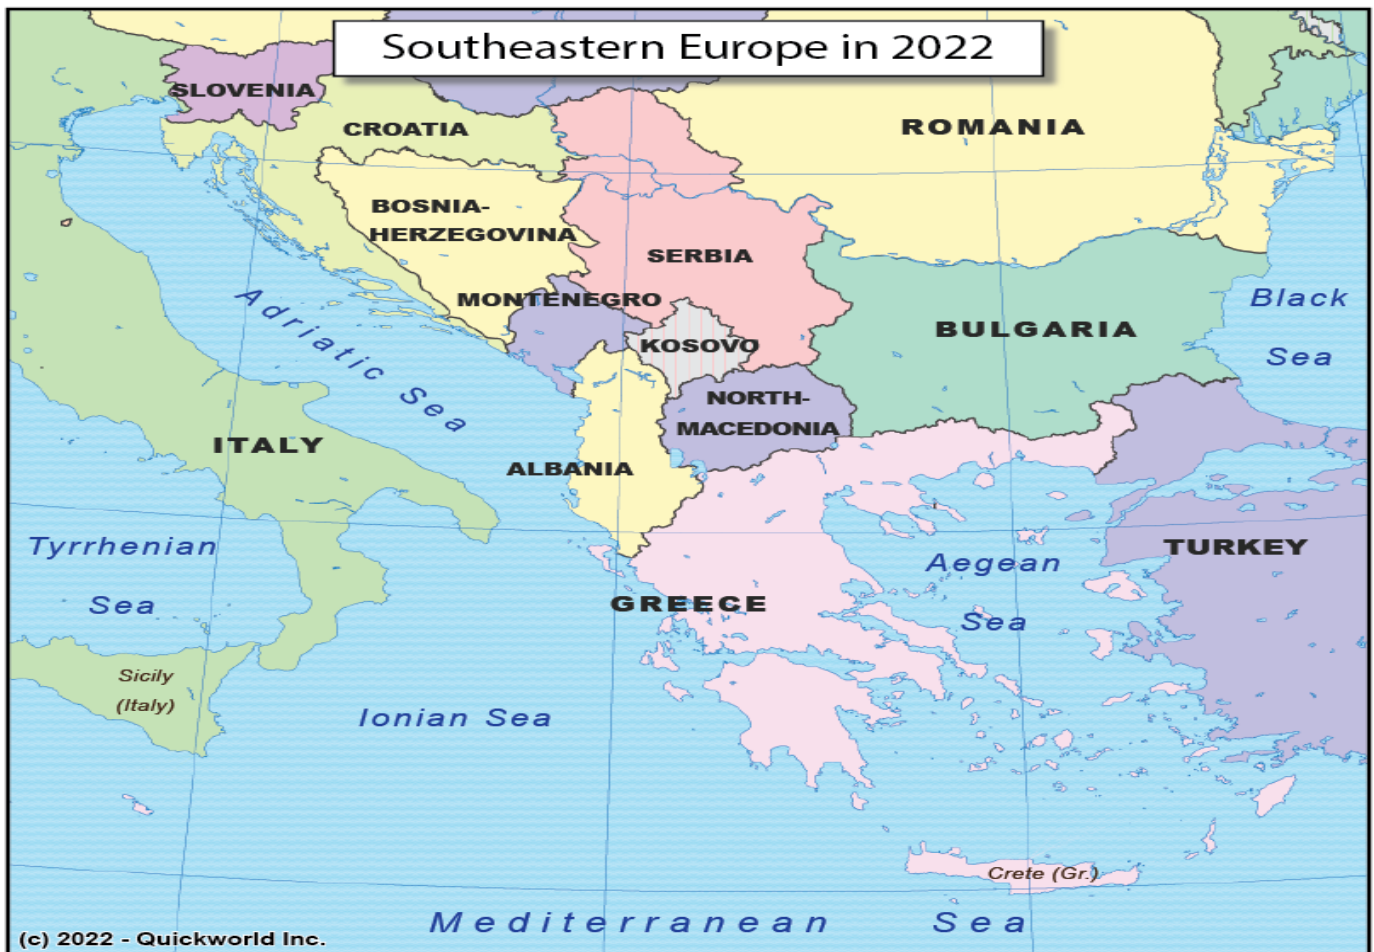 Southeastern Europe in 2022
SLOVENIA
CROATIA
ROMANIA
BOSNIA-
HERZEGOVINA
SERBIA
MONTENEGRO
KOSOVO
BULGARIA
Black
Sea
Adriatic Sea
NORTH-
MACEDONIA
ITALY
ALBANIA
Tyrrhenian
Sea
Aegean
Sea
TURKEY
GREECE
Sicily
(Italy)
Ionian Sea
Crete (Gr.)
Mediterranean Sea
(c) 2022 - Quickworld Inc.